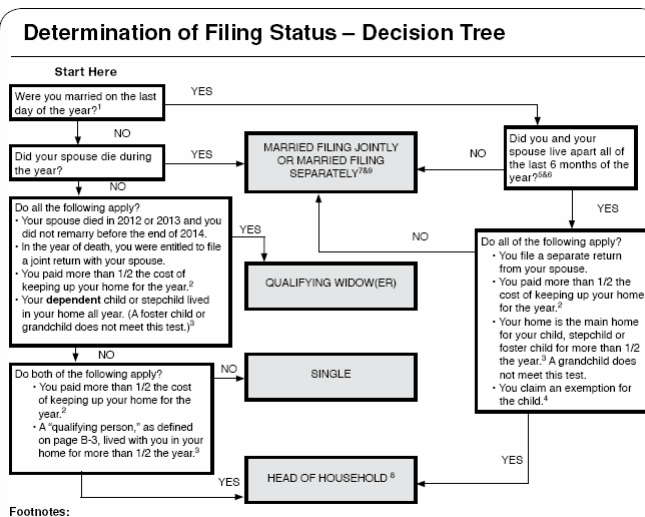 Determination of Filing Status – Decision Tree
Start Here
Were you married on the last
day of the year?¹
YES
NO
Did your spouse die during
the year?
YES
NO
MARRIED FILING JOINTLY
OR MARRIED FILING
SEPARATELY⁷&⁹
NO
Did you and your
spouse live apart all of
the last 6 months of the
year?⁵&⁶
YES
NO
Do all the following apply?
• Your spouse died in 2012 or 2013 and you
did not remarry before the end of 2014.
• In the year of death, you were entitled to file
a joint return with your spouse.
• You paid more than 1/2 the cost of
keeping up your home for the year.²
• Your dependent child or stepchild lived
in your home all year. (A foster child or
grandchild does not meet this test.)³
YES
QUALIFYING WIDOW(ER)
NO
Do all of the following apply?
• You file a separate return
from your spouse.
• You paid more than 1/2 the
cost of keeping up your home
for the year.²
• Your home is the main home
for your child, stepchild or
foster child for more than 1/2
the year.³ A grandchild does
not meet this test.
• You claim an exemption for
the child.⁴
YES
Do both of the following apply?
• You paid more than 1/2 the cost
of keeping up your home for the
year.²
• A “qualifying person,” as defined
on page B-3, lived with you in your
home for more than 1/2 the year.³
NO
SINGLE
YES
HEAD OF HOUSEHOLD ⁸
Footnotes: